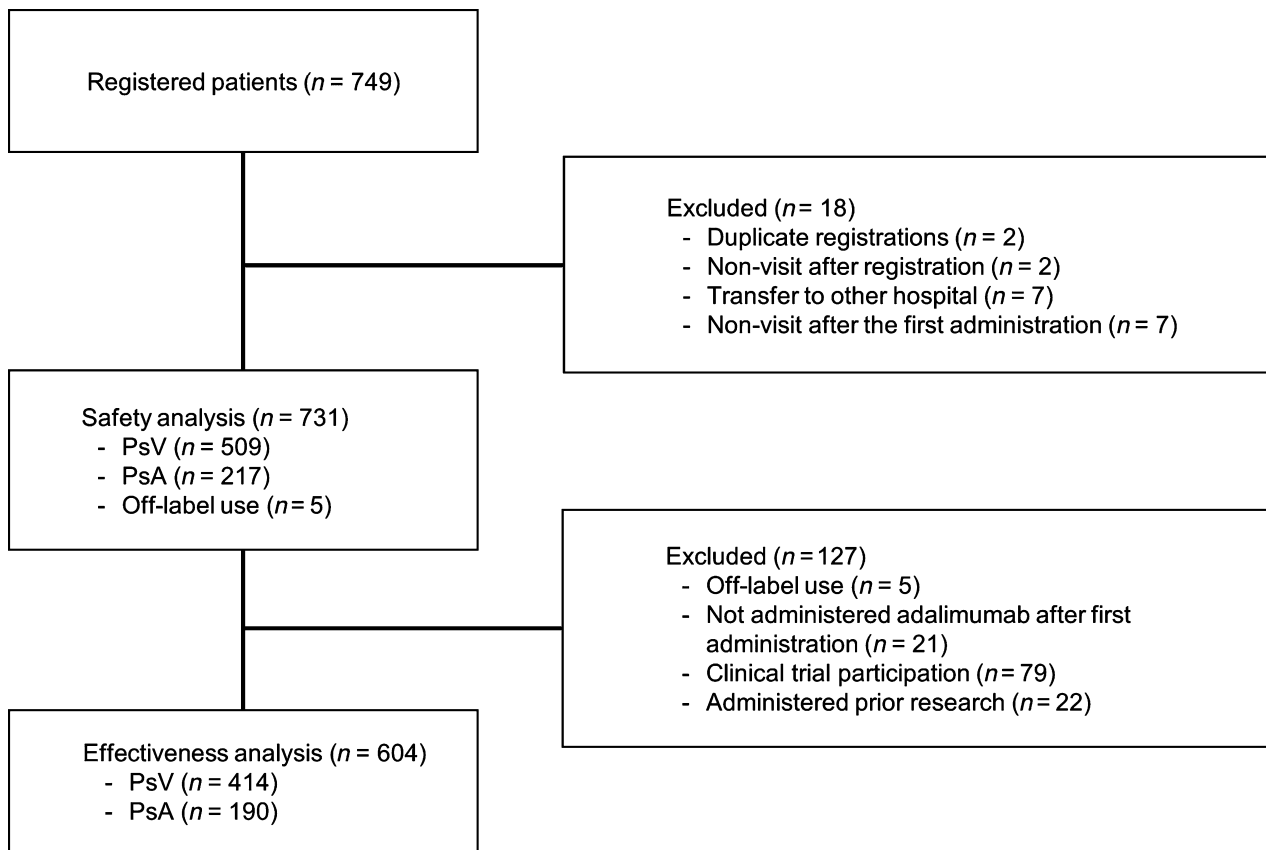 Registered patients (n = 749)
Excluded (n = 18)
- Duplicate registrations (n = 2)
- Non-visit after registration (n = 2)
- Transfer to other hospital (n = 7)
- Non-visit after the first administration (n = 7)
Safety analysis (n = 731)
- PsV (n = 509)
- PsA (n = 217)
- Off-label use (n = 5)
Excluded (n = 127)
- Off-label use (n = 5)
- Not administered adalimumab after first
administration (n = 21)
- Clinical trial participation (n = 79)
- Administered prior research (n = 22)
Effectiveness analysis (n = 604)
- PsV (n = 414)
- PsA (n = 190)